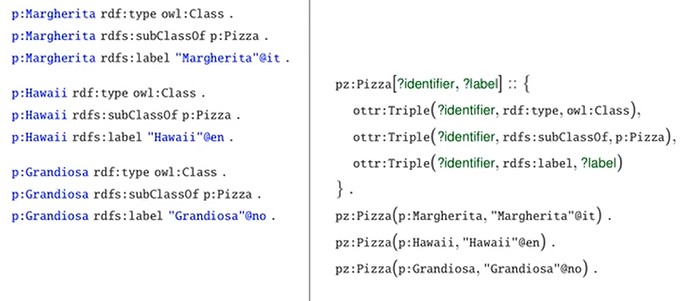 p:Margherita rdf:type owl:Class .
p:Margherita rdfs:subClassOf p:Pizza .
p:Margherita rdfs:label "Margherita"@it .
p:Hawaii rdf:type owl:Class .
p:Hawaii rdfs:subClassOf p:Pizza .
p:Hawaii rdfs:label "Hawaii"@en .
p:Grandiosa rdf:type owl:Class .
p:Grandiosa rdfs:subClassOf p:Pizza .
p:Grandiosa rdfs:label "Grandiosa"@no .
pz:Pizza[?identifier, ?label] :: {
ottr:Triple(?identifier, rdf:type, owl:Class),
ottr:Triple(?identifier, rdfs:subClassOf, p:Pizza),
ottr:Triple(?identifier, rdfs:label, ?label)
} .
pz:Pizza(p:Margherita, "Margherita"@it) .
pz:Pizza(p:Hawaii, "Hawaii"@en) .
pz:Pizza(p:Grandiosa, "Grandiosa"@no) .